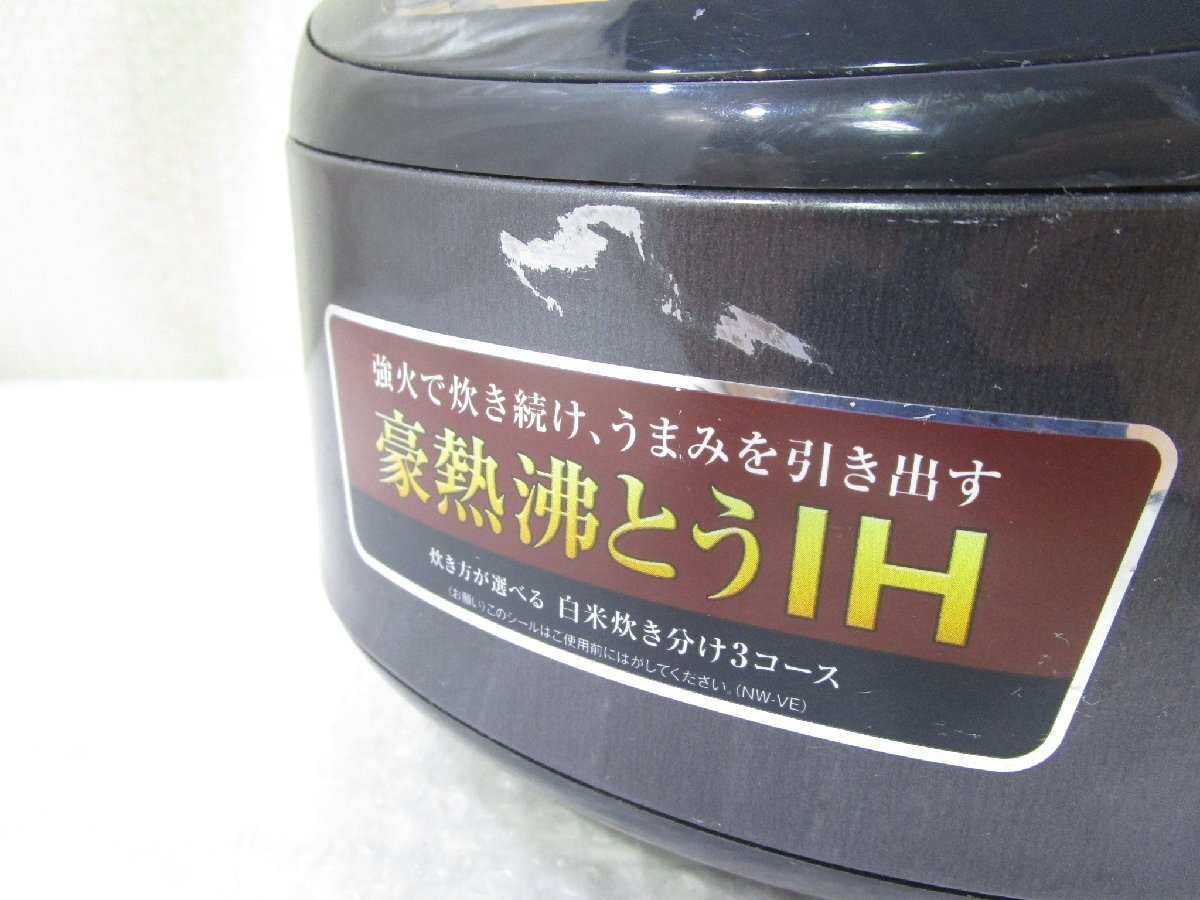 強火で炊き続け、うまみを引き出す
豪熱沸とうIH
炊き方が選べる 白米炊き分け3コース
(お願い)このシールはご使用前にはがしてください。(NW-VE)